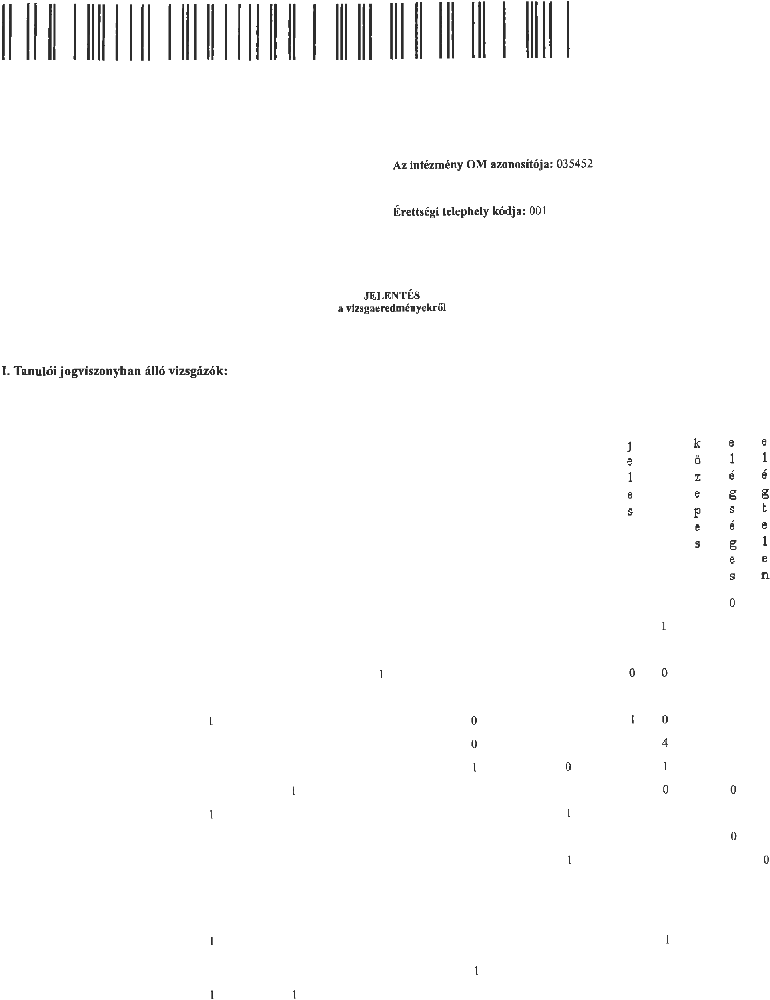 Az intézmény OM azonosítója: 035452
Érettségi telephely kódja: 001
JELENTÉS
a vizsgaeredményekről
I. Tanulói jogviszonyban álló vizsgázók:
jeles
közepes
elégséges
elégtelen
0
1
1 0 0
1 0 1 0
0 4
1 0 1
1 0 0
1 1
0
1 0
1 1
1
1 1